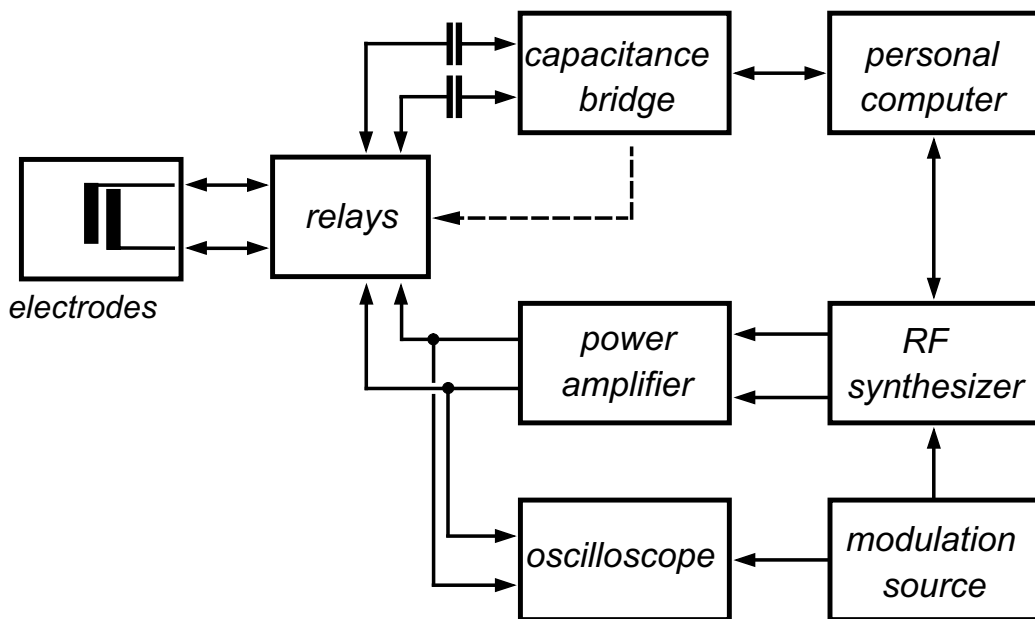 capacitance
bridge
personal
computer
relays
electrodes
power
amplifier
RF
synthesizer
oscilloscope
modulation
source